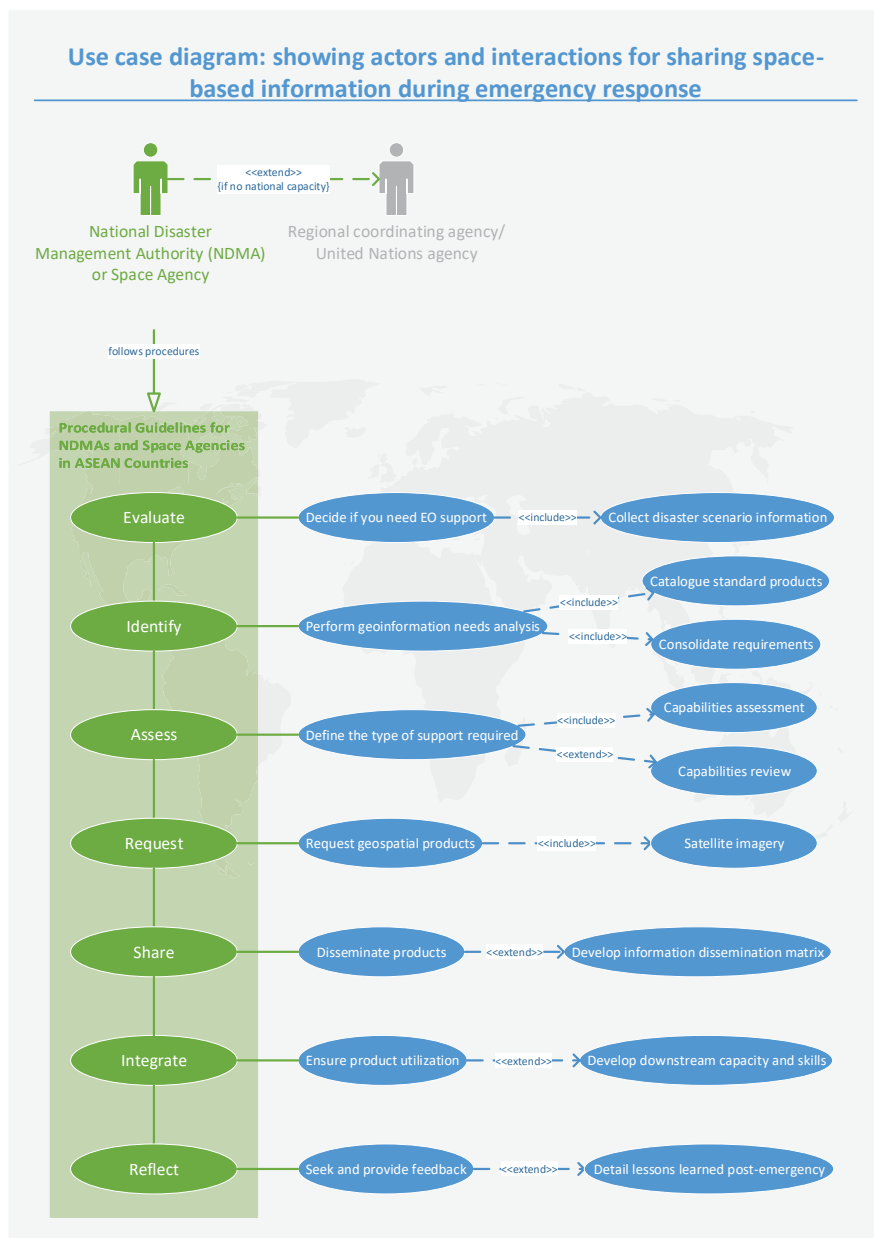 Use case diagram: showing actors and interactions for sharing space-
based information during emergency response
<<extend>>
{if no national capacity}
National Disaster
Management Authority (NDMA)
or Space Agency
Regional coordinating agency/
United Nations agency
follows procedures
Procedural Guidelines for
NDMAs and Space Agencies
in ASEAN Countries
Evaluate
Decide if you need EO support
<<include>>
Collect disaster scenario information
Catalogue standard products
<<include>>
Identify
Perform geoinformation needs analysis
<<include>>
Consolidate requirements
Capabilities assessment
<<include>>
Assess
Define the type of support required
<<extend>>
Capabilities review
Request
Request geospatial products
<<include>>
Satellite imagery
Share
Disseminate products
<<extend>>
Develop information dissemination matrix
Integrate
Ensure product utilization
<<extend>>
Develop downstream capacity and skills
Reflect
Seek and provide feedback
<<extend>>
Detail lessons learned post-emergency